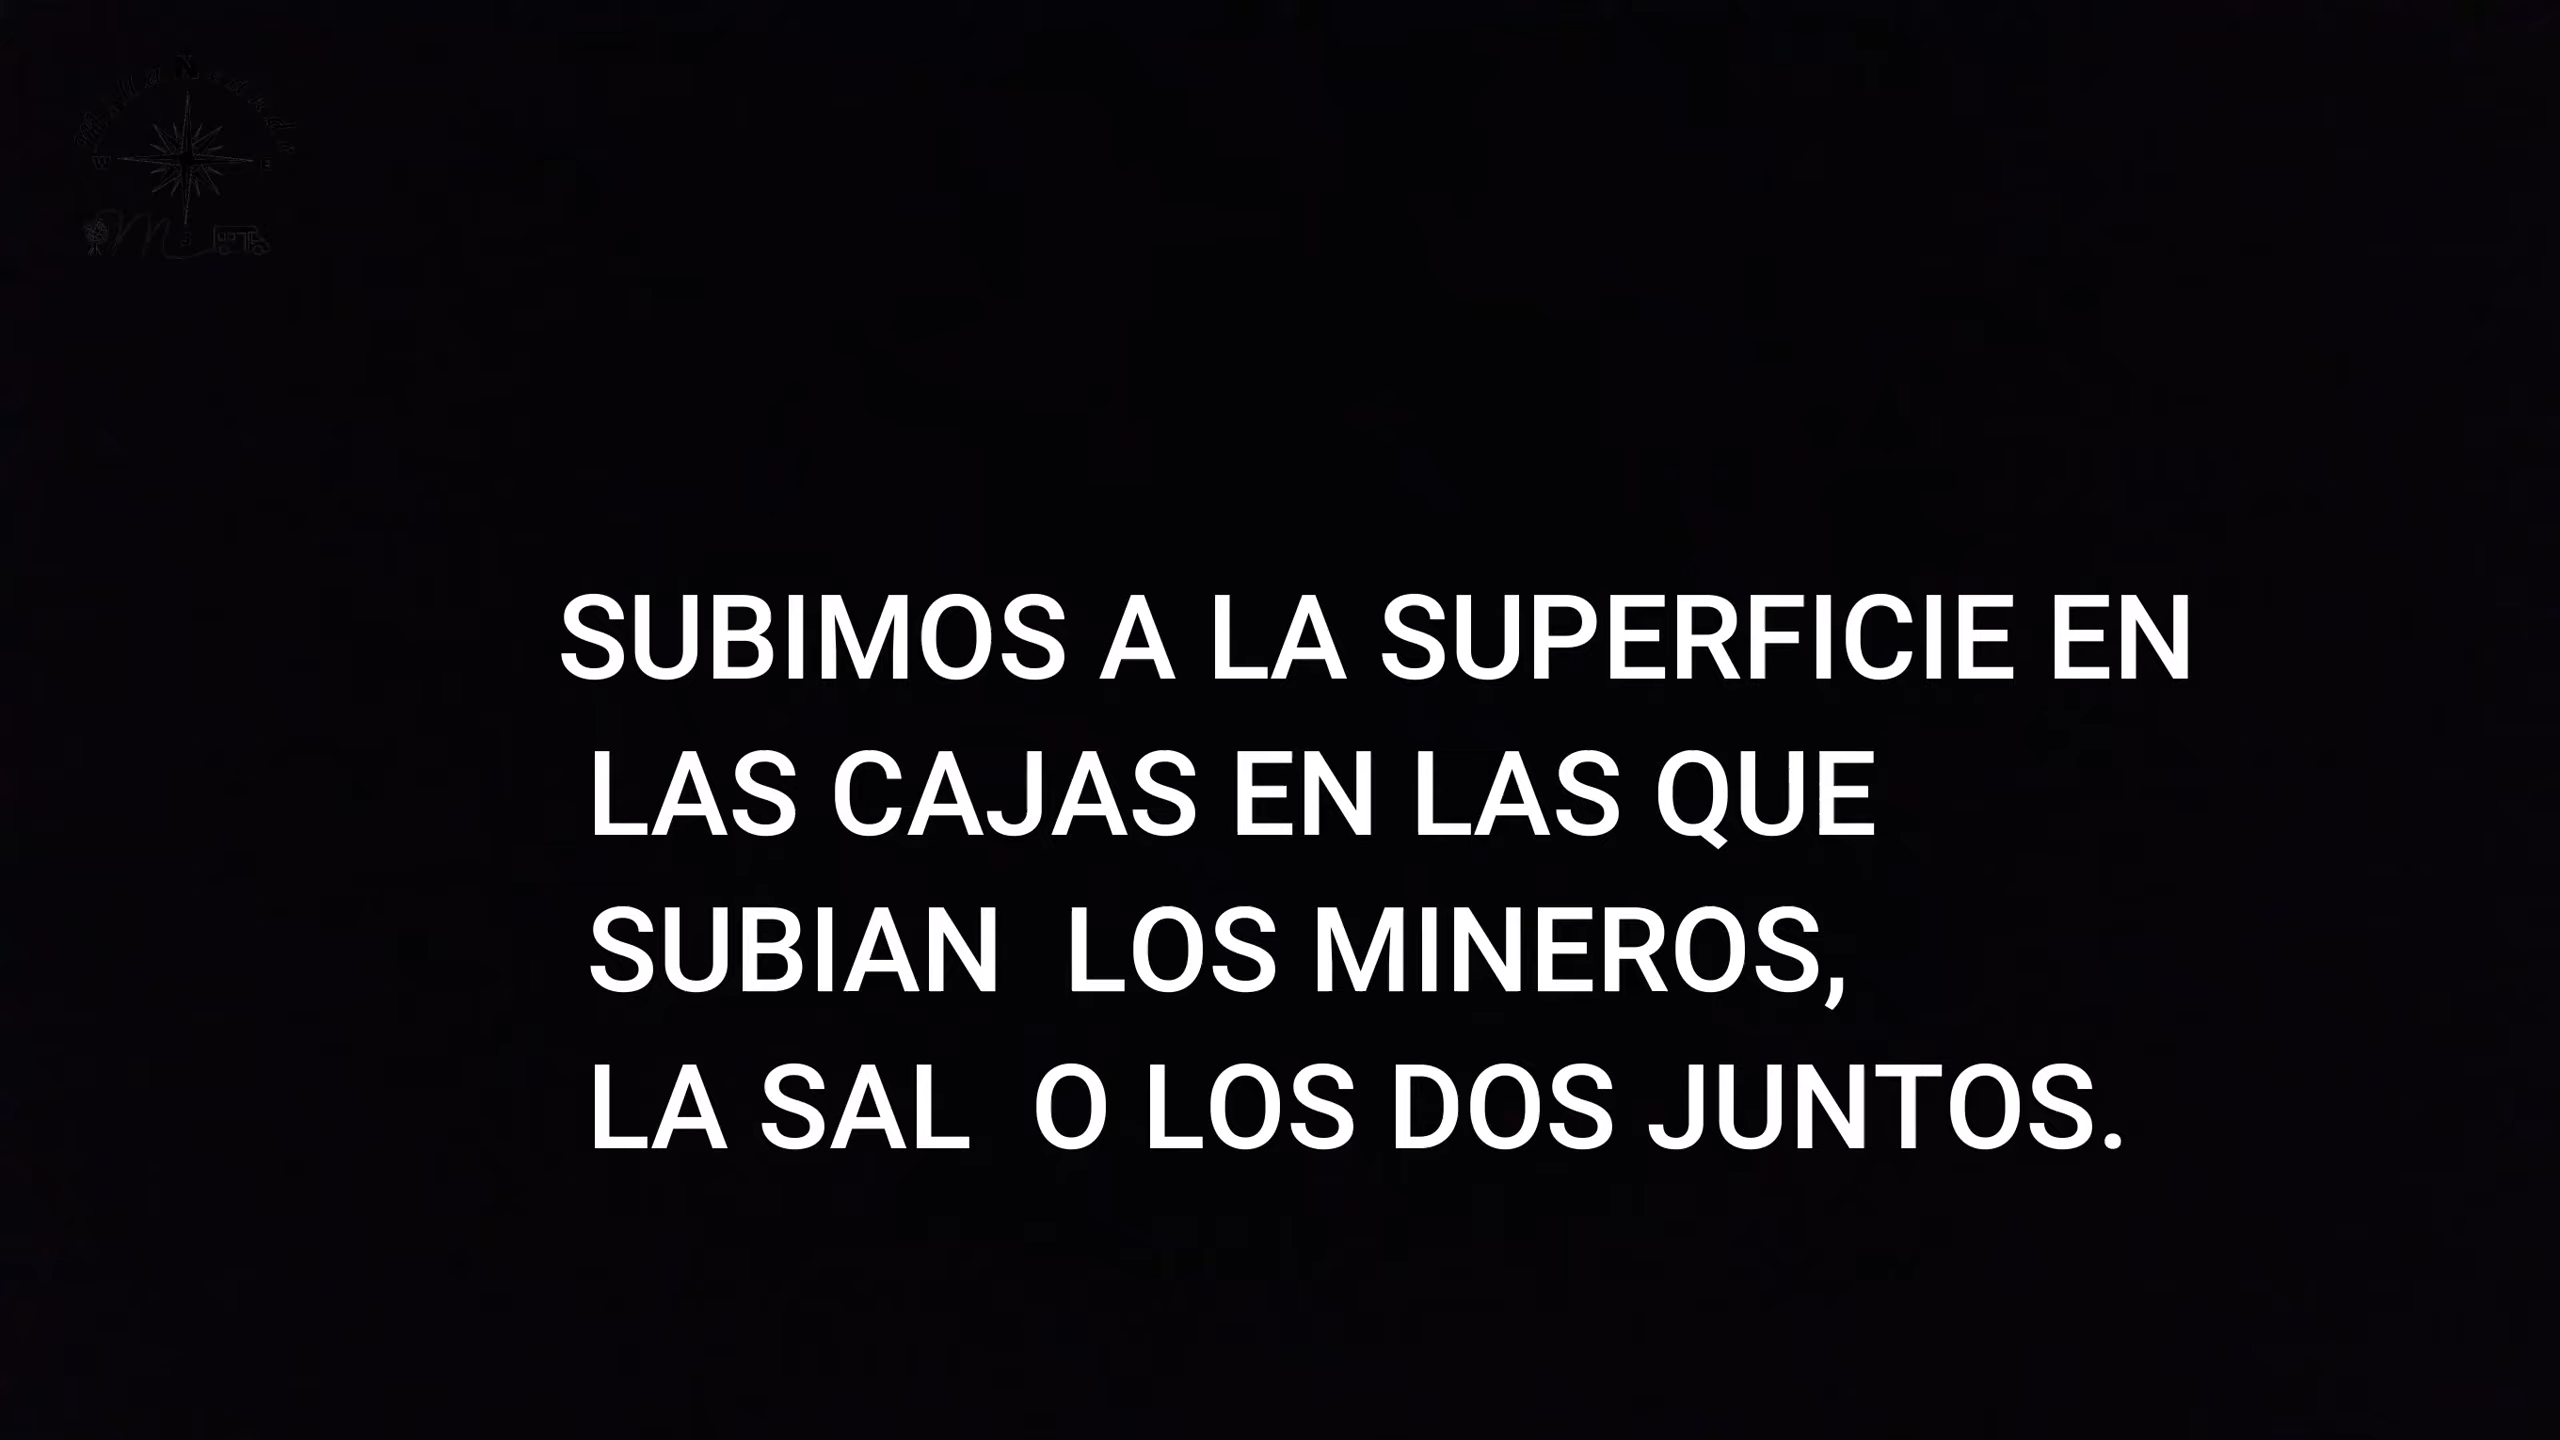 SUBIMOS A LA SUPERFICIE EN
LAS CAJAS EN LAS QUE
SUBIAN  LOS MINEROS,
LA SAL  O LOS DOS JUNTOS.